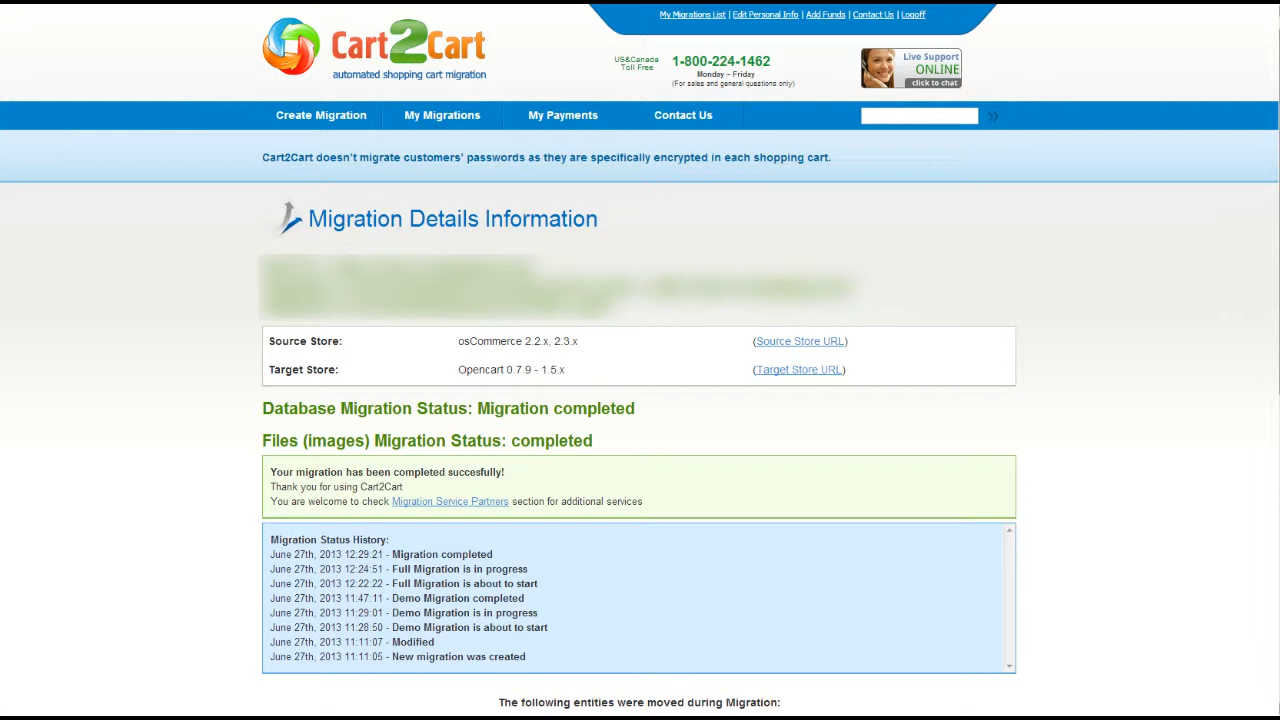 My Migrations List | Edit Personal Info | Add Funds | Contact Us | Logoff
Cart2Cart
automated shopping cart migration
US&Canada
Toll Free
1-800-224-1462
Monday – Friday
(For sales and general questions only)
Live Support
ONLINE
click to chat
Create Migration
My Migrations
My Payments
Contact Us
Cart2Cart doesn't migrate customers' passwords as they are specifically encrypted in each shopping cart.
Migration Details Information
Source Store: osCommerce 2.2.x, 2.3.x (Source Store URL)
Target Store: Opencart 0.7.9 - 1.5.x (Target Store URL)
Database Migration Status: Migration completed
Files (images) Migration Status: completed
Your migration has been completed succesfully!
Thank you for using Cart2Cart
You are welcome to check Migration Service Partners section for additional services
Migration Status History:
June 27th, 2013 12:29:21 - Migration completed
June 27th, 2013 12:24:51 - Full Migration is in progress
June 27th, 2013 12:22:22 - Full Migration is about to start
June 27th, 2013 11:47:11 - Demo Migration completed
June 27th, 2013 11:29:01 - Demo Migration is in progress
June 27th, 2013 11:28:50 - Demo Migration is about to start
June 27th, 2013 11:11:07 - Modified
June 27th, 2013 11:11:05 - New migration was created
The following entities were moved during Migration: